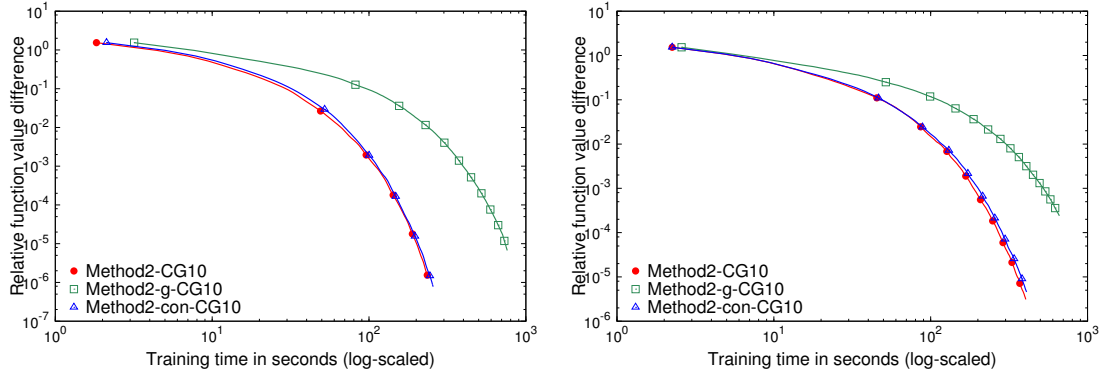 Relative function value difference
10^1
10^0
10^-1
10^-2
10^-3
10^-4
10^-5
10^-6
10^-7
Method2-CG10
Method2-g-CG10
Method2-con-CG10
10^0 10^1 10^2 10^3
Training time in seconds (log-scaled)
Relative function value difference
10^1
10^0
10^-1
10^-2
10^-3
10^-4
10^-5
10^-6
Method2-CG10
Method2-g-CG10
Method2-con-CG10
10^0 10^1 10^2 10^3
Training time in seconds (log-scaled)